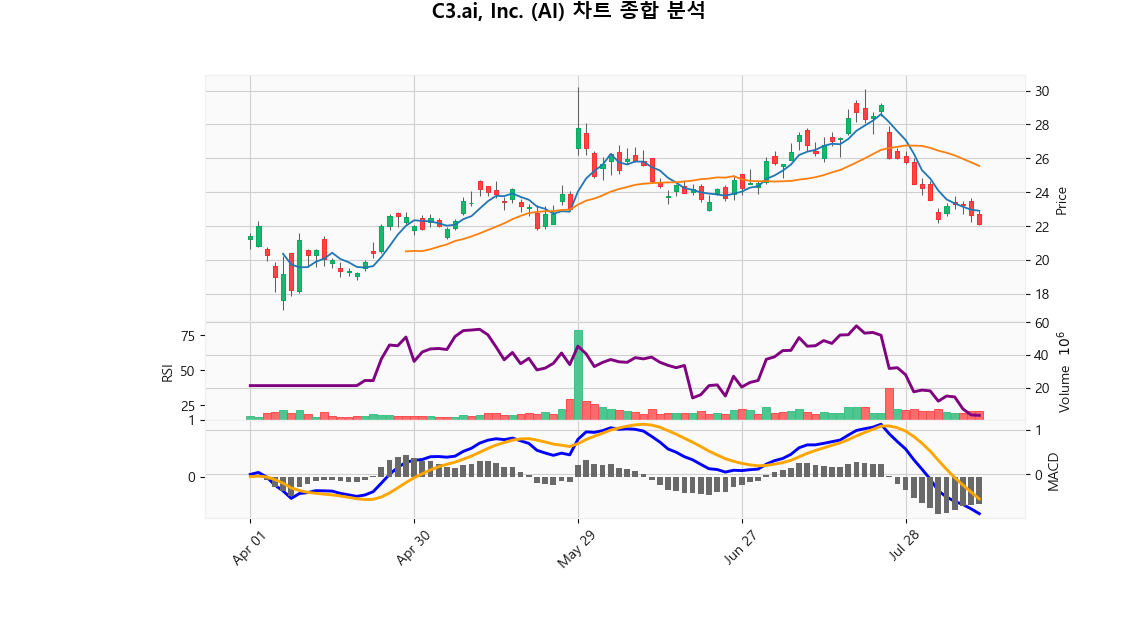 C3.ai, Inc. (AI) 차트 종합 분석
30
28
26
24
22
20
18
Price
75
50
25
RSI
60
40
20
Volume 10^6
1
0
1
0
MACD
Apr 01
Apr 30
May 29
Jun 27
Jul 28